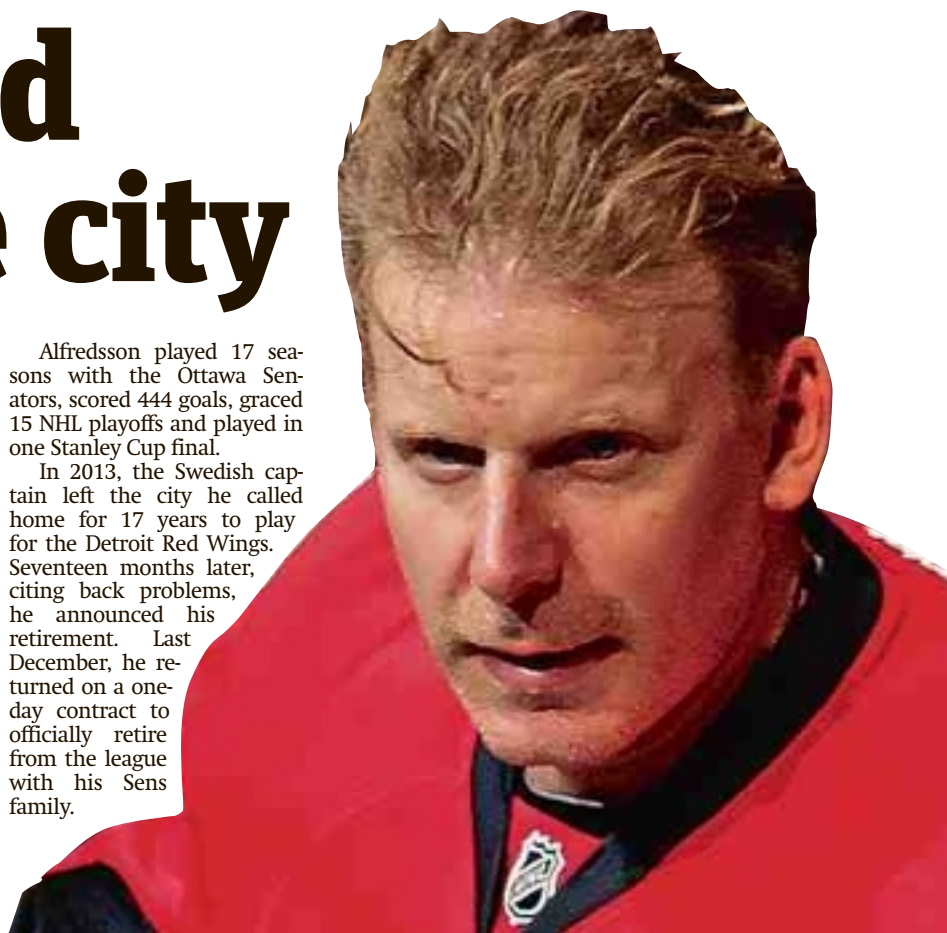 d
e city
Alfredsson played 17 sea-
sons with the Ottawa Sen-
ators, scored 444 goals, graced
15 NHL playoffs and played in
one Stanley Cup final.
In 2013, the Swedish cap-
tain left the city he called
home for 17 years to play
for the Detroit Red Wings.
Seventeen months later,
citing back problems,
he announced his
retirement. Last
December, he re-
turned on a one-
day contract to
officially retire
from the league
with his Sens
family.